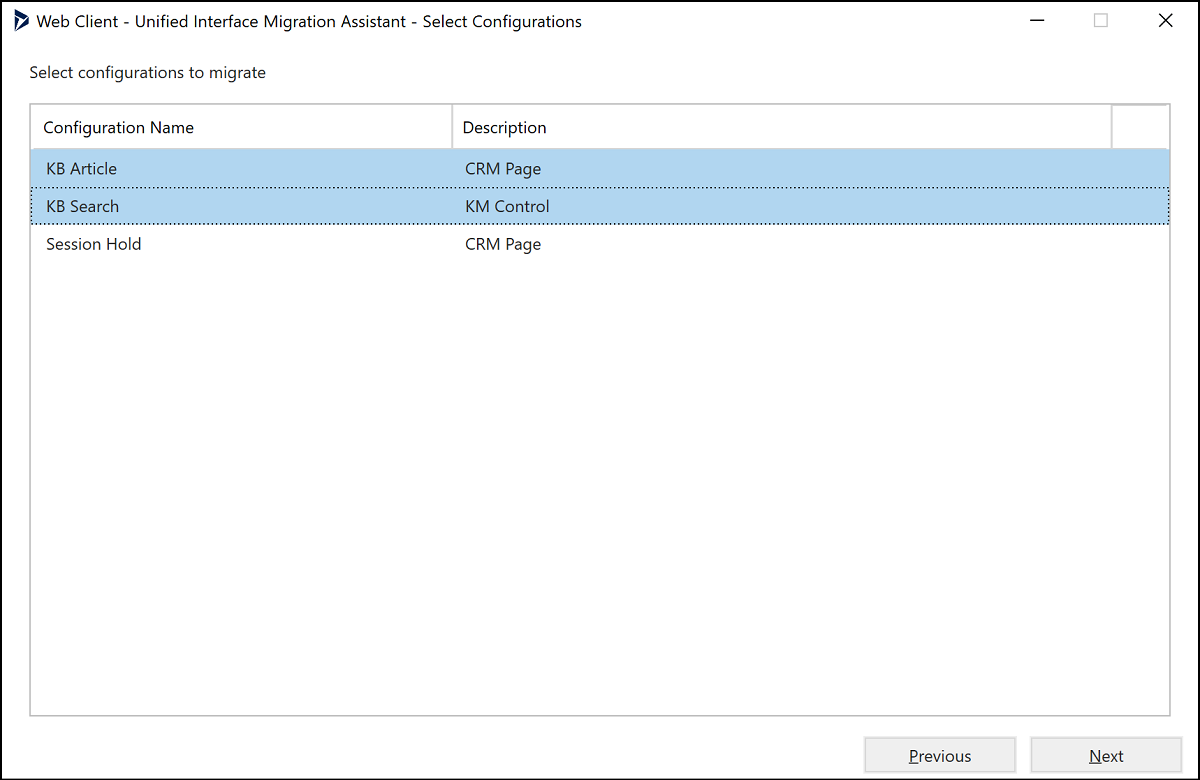 Web Client - Unified Interface Migration Assistant - Select Configurations
Select configurations to migrate
Configuration Name Description
KB Article CRM Page
KB Search KM Control
Session Hold CRM Page
Previous Next